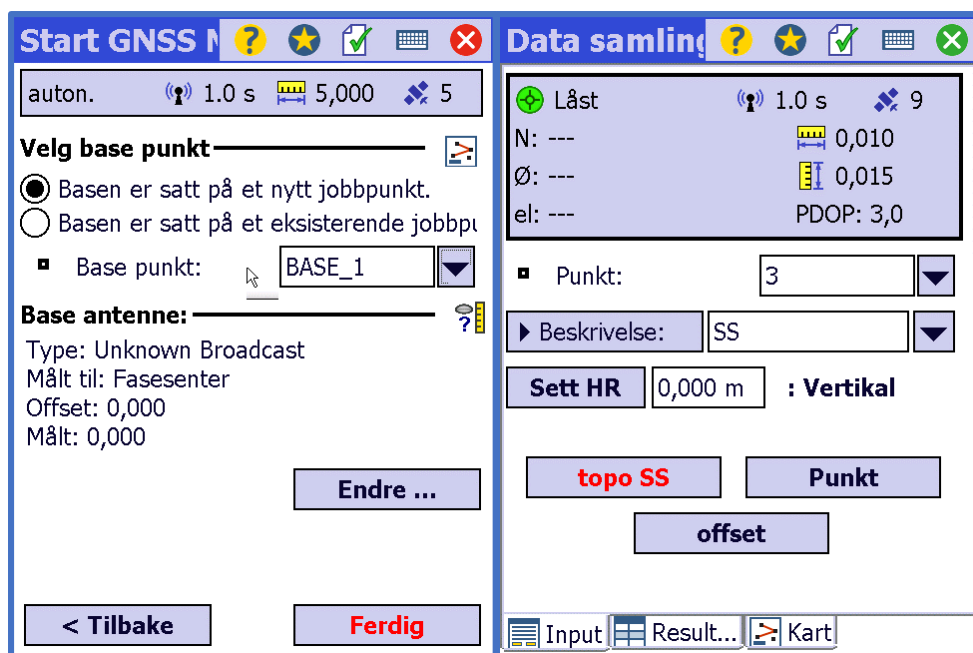 Start GNSS N
auton. 1.0 s 5,000 5
Velg base punkt
Basen er satt på et nytt jobbpunkt.
Basen er satt på et eksisterende jobbpu
Base punkt: BASE_1
Base antenne:
Type: Unknown Broadcast
Målt til: Fasesenter
Offset: 0,000
Målt: 0,000
Endre ...
< Tilbake Ferdig
Data samling
Låst 1.0 s 9
N: --- 0,010
Ø: --- 0,015
el: --- PDOP: 3,0
Punkt: 3
Beskrivelse: SS
Sett HR 0,000 m : Vertikal
topo SS Punkt
offset
Input Result... Kart